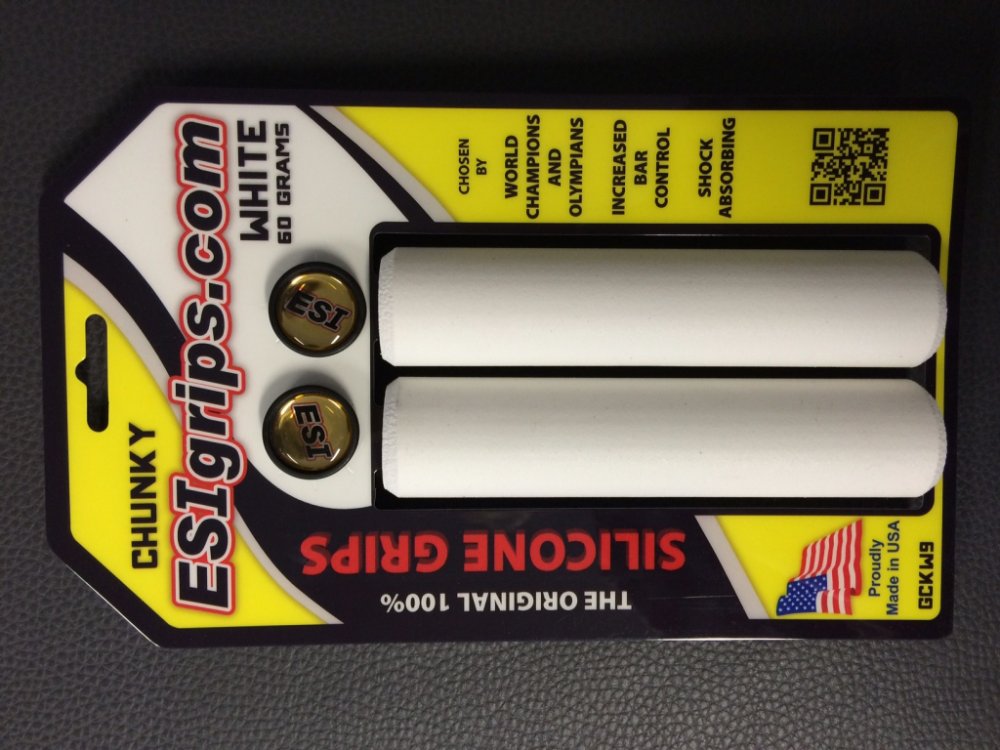 CHUNKY
ESIgrips.com
WHITE
60 GRAMS
ESI
ESI
CHOSEN
BY
WORLD
CHAMPIONS
AND
OLYMPIANS
INCREASED
BAR
CONTROL
SHOCK
ABSORBING
THE ORIGINAL 100%
SILICONE GRIPS
Proudly
Made in USA
GCKW9